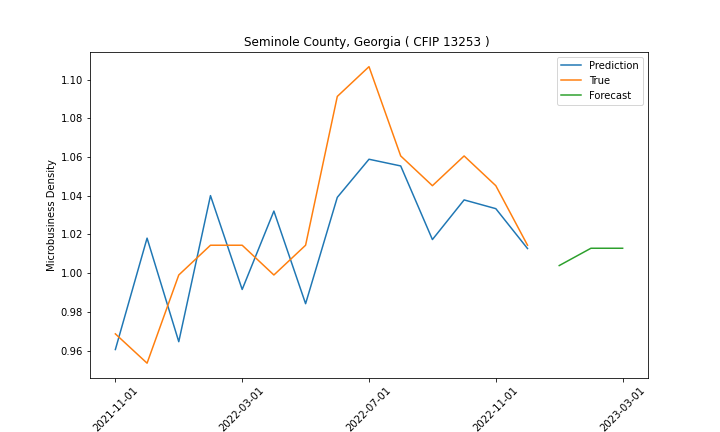 Seminole County, Georgia ( CFIP 13253 )
Prediction
True
Forecast
Microbusiness Density
1.10
1.08
1.06
1.04
1.02
1.00
0.98
0.96
2021-11-01
2022-03-01
2022-07-01
2022-11-01
2023-03-01